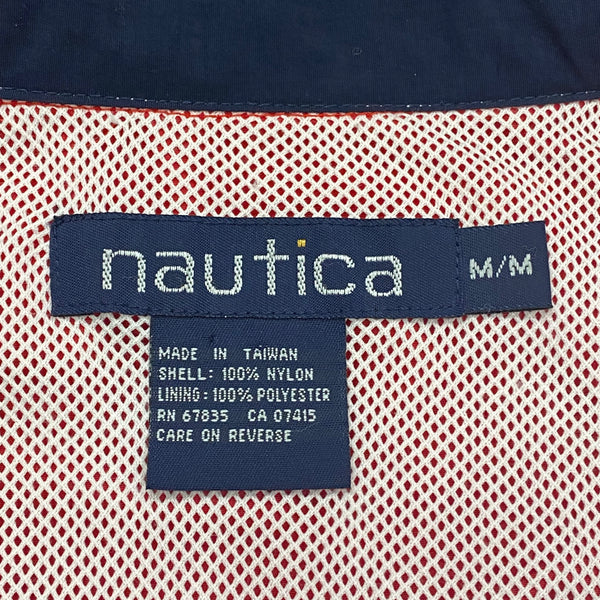 nautica
M/M
MADE IN TAIWAN
SHELL: 100% NYLON
LINING: 100% POLYESTER
RN 67835 CA 07415
CARE ON REVERSE